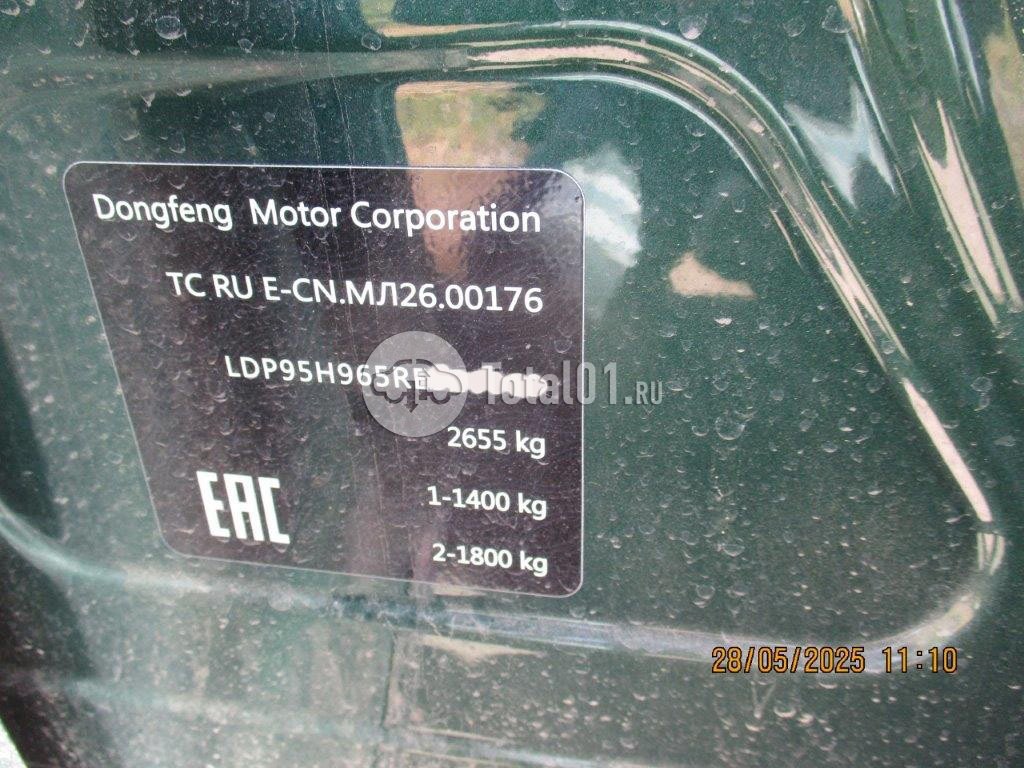 Dongfeng Motor Corporation
TC RU E-CN.МЛ26.00176
LDP95H965RE
Total01.RU
2655 kg
1-1400 kg
EAC
2-1800 kg
28/05/2025 11:10